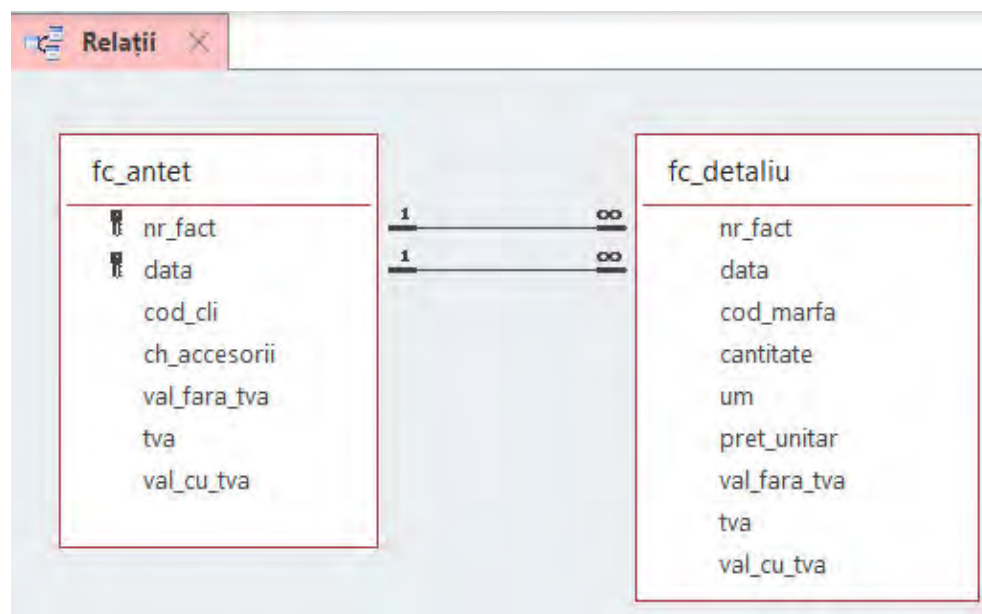 Relații
fc_antet
nr_fact
data
cod_cli
ch_accesorii
val_fara_tva
tva
val_cu_tva
1 ∞
1 ∞
fc_detaliu
nr_fact
data
cod_marfa
cantitate
um
pret_unitar
val_fara_tva
tva
val_cu_tva